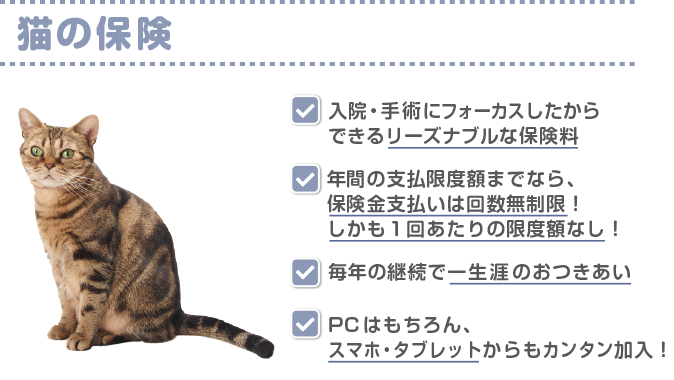 猫の保険
入院・手術にフォーカスしたから
できるリーズナブルな保険料
年間の支払限度額までなら、
保険金支払いは回数無制限！
しかも1回あたりの限度額なし！
毎年の継続で一生涯のおつきあい
PCはもちろん、
スマホ・タブレットからもカンタン加入！